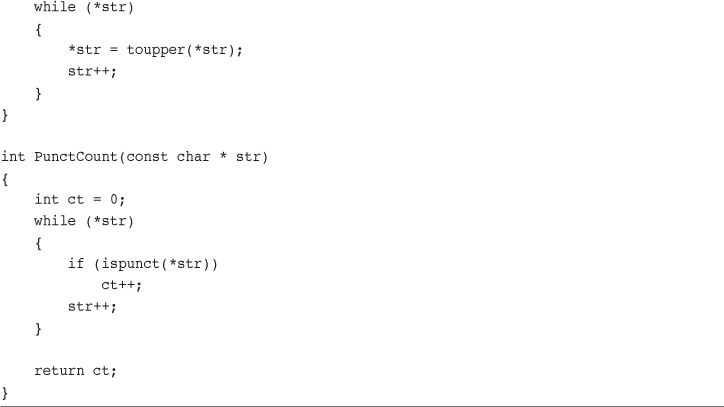 while (*str)
    {
        *str = toupper(*str);
        str++;
    }
}

int PunctCount(const char * str)
{
    int ct = 0;
    while (*str)
    {
        if (ispunct(*str))
            ct++;
        str++;
    }

    return ct;
}